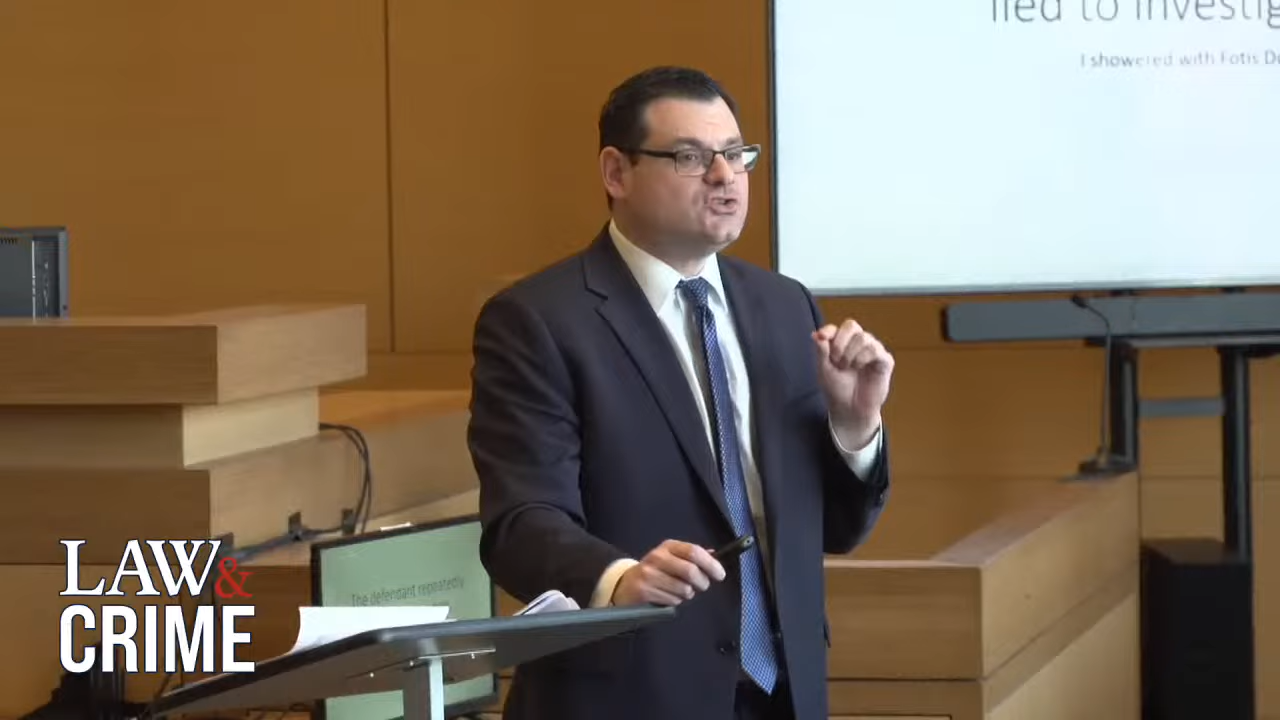 lied to investig
I showered with Fotis D
The defendant repeatedly
LAW&
CRIME